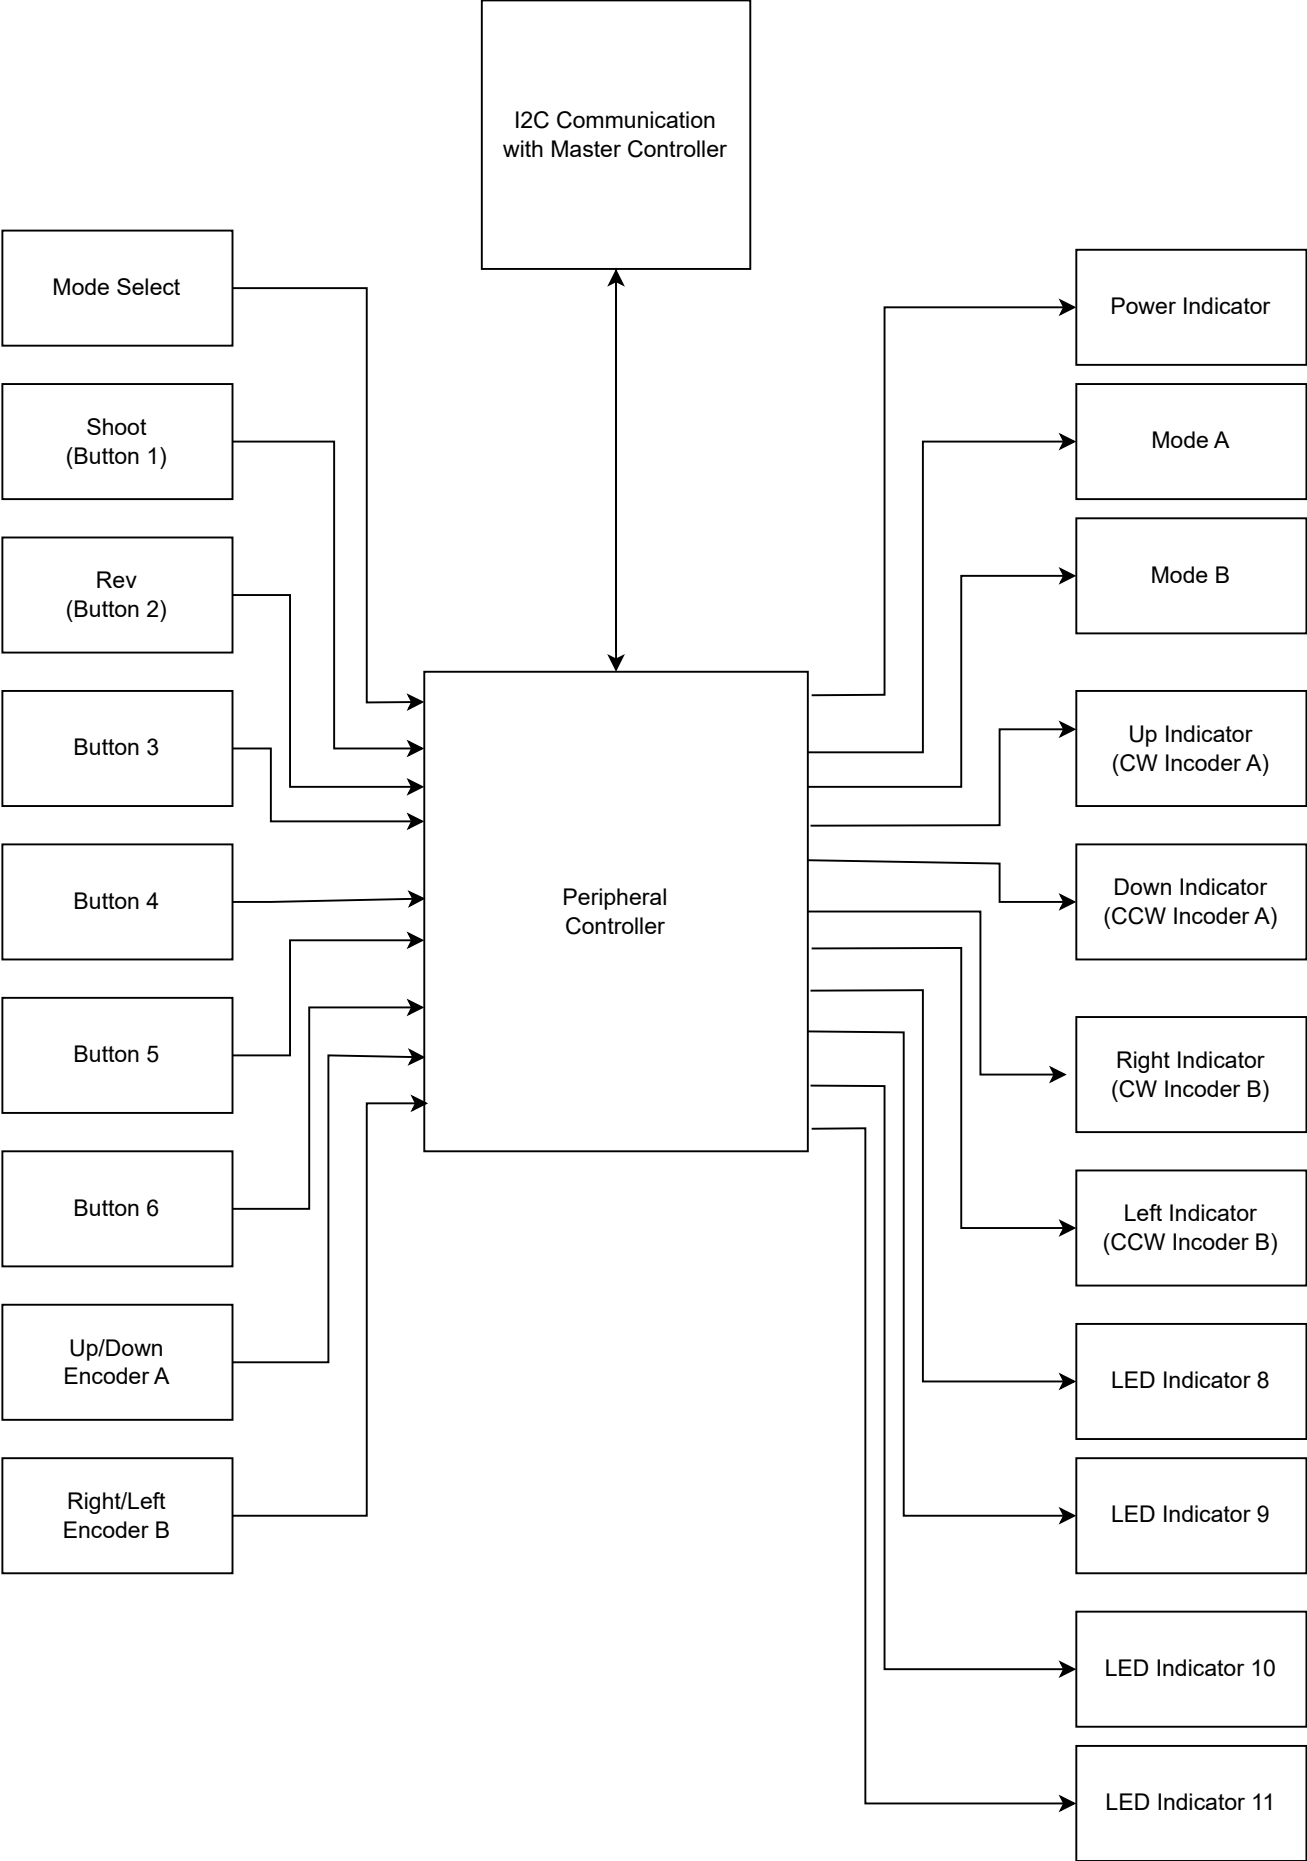 I2C Communication
with Master Controller
Mode Select
Shoot
(Button 1)
Rev
(Button 2)
Button 3
Button 4
Button 5
Button 6
Up/Down
Encoder A
Right/Left
Encoder B
Peripheral
Controller
Power Indicator
Mode A
Mode B
Up Indicator
(CW Incoder A)
Down Indicator
(CCW Incoder A)
Right Indicator
(CW Incoder B)
Left Indicator
(CCW Incoder B)
LED Indicator 8
LED Indicator 9
LED Indicator 10
LED Indicator 11